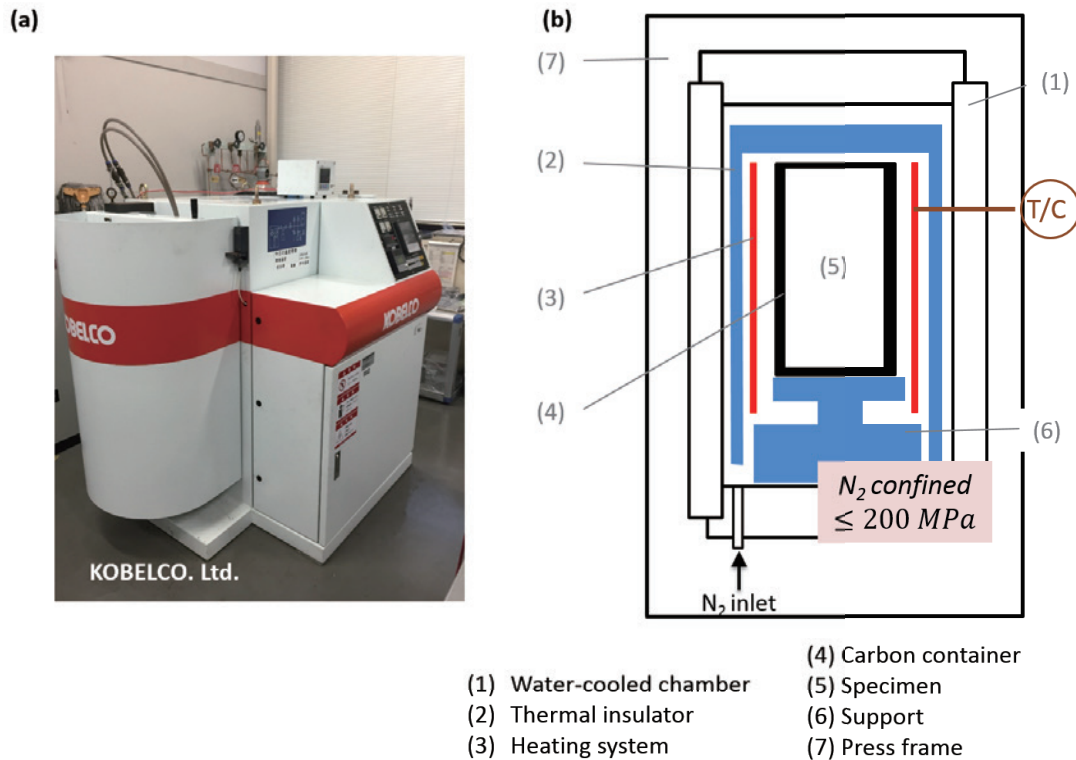 (a)
KOBELCO
KOBELCO
KOBELCO. Ltd.
(b)
(7)
(1)
(2)
T/C
(5)
(3)
(4)
(6)
N₂ confined
≤ 200 MPa
N₂ inlet
(1) Water-cooled chamber
(2) Thermal insulator
(3) Heating system
(4) Carbon container
(5) Specimen
(6) Support
(7) Press frame